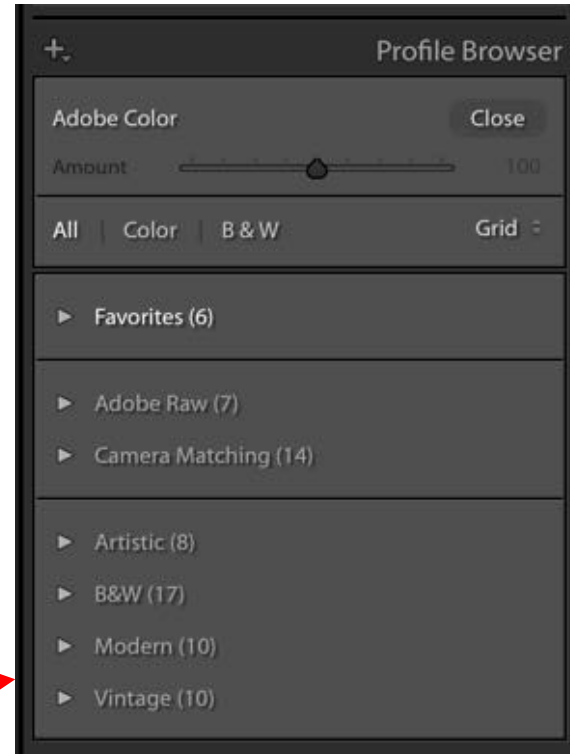 Profile Browser
Adobe Color Close
Amount 100
All | Color | B & W Grid
Favorites (6)
Adobe Raw (7)
Camera Matching (14)
Artistic (8)
B&W (17)
Modern (10)
Vintage (10)